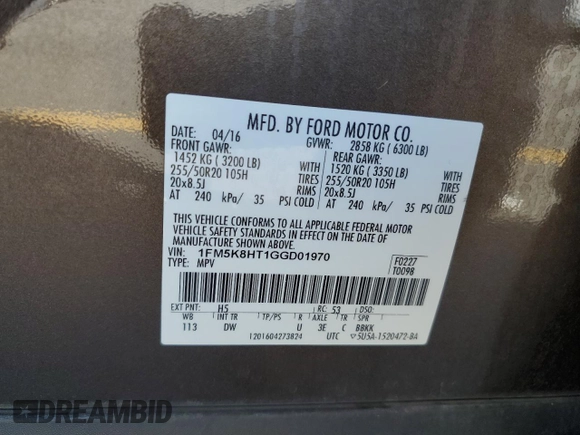 MFD. BY FORD MOTOR CO.
DATE: 04/16 GVWR: 2858 KG ( 6300 LB)
FRONT GAWR: REAR GAWR:
1452 KG ( 3200 LB) 1520 KG ( 3350 LB)
255/50R20 105H TIRES 255/50R20 105H TIRES
20x8.5J RIMS 20x8.5J RIMS
AT 240 kPa/ 35 PSI COLD AT 240 kPa/ 35 PSI COLD
THIS VEHICLE CONFORMS TO ALL APPLICABLE FEDERAL MOTOR
VEHICLE SAFETY AND THEFT PREVENTION STANDARDS IN
EFFECT ON THE DATE OF MANUFACTURE SHOWN ABOVE.
VIN: 1FM5K8HT1GGD01970 F0227
TYPE: MPV T0098
EXT PNT: H5 RC: 53 DSO:
WB INT TR TP/PS R AXLE TR SPR
113 DW U 3E C BBKK
1201604273824 UTC ▽5U5A-1520472-BA
DREAMBID